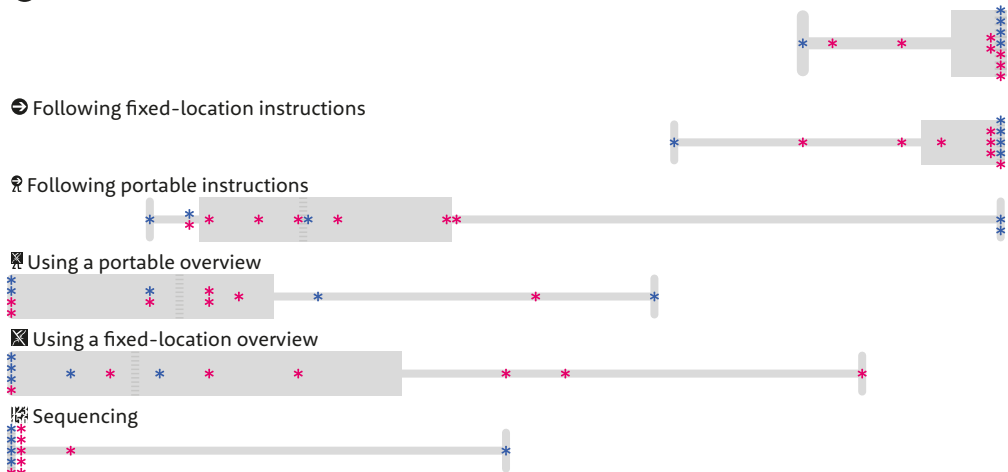 Following fixed-location instructions
Following portable instructions
Using a portable overview
Using a fixed-location overview
Sequencing